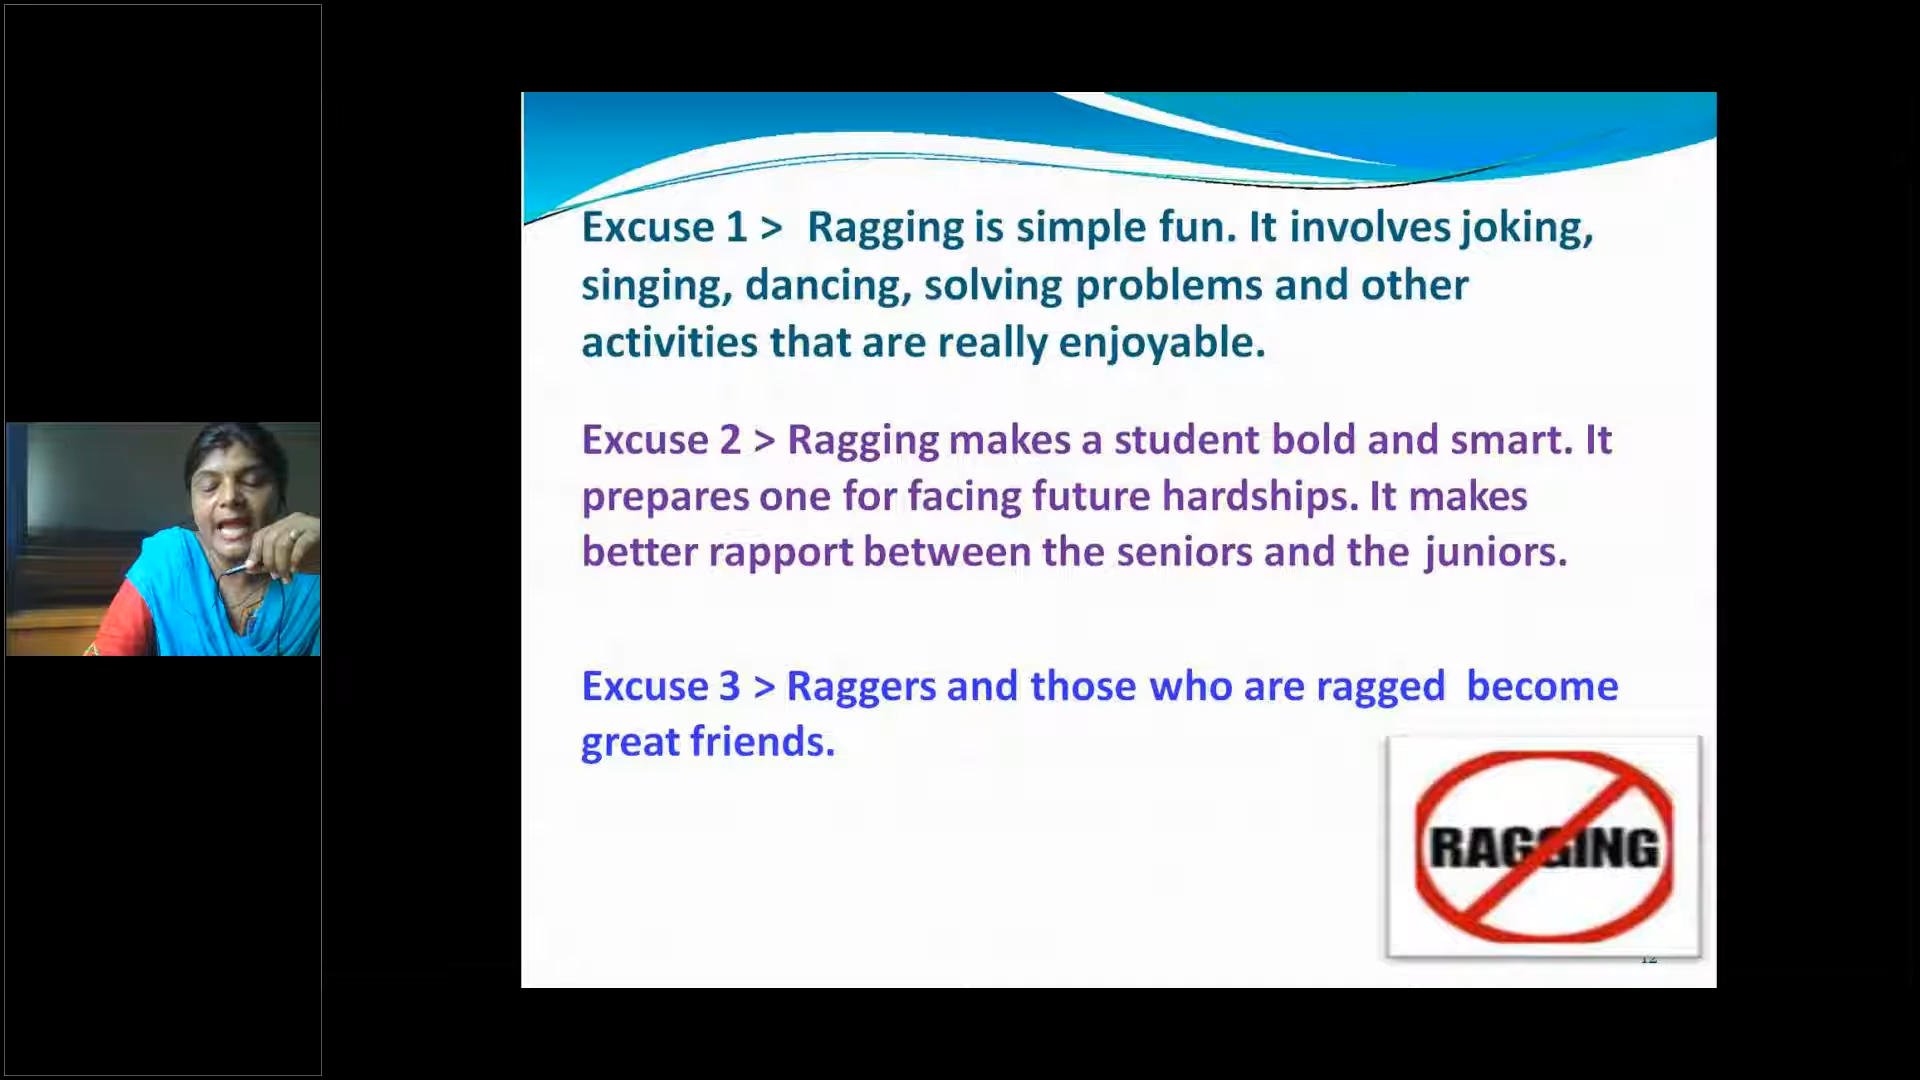 Excuse 1 >  Ragging is simple fun. It involves joking,
singing, dancing, solving problems and other
activities that are really enjoyable.
Excuse 2 > Ragging makes a student bold and smart. It
prepares one for facing future hardships. It makes
better rapport between the seniors and the juniors.
Excuse 3 > Raggers and those who are ragged  become
great friends.
RAGGING
12